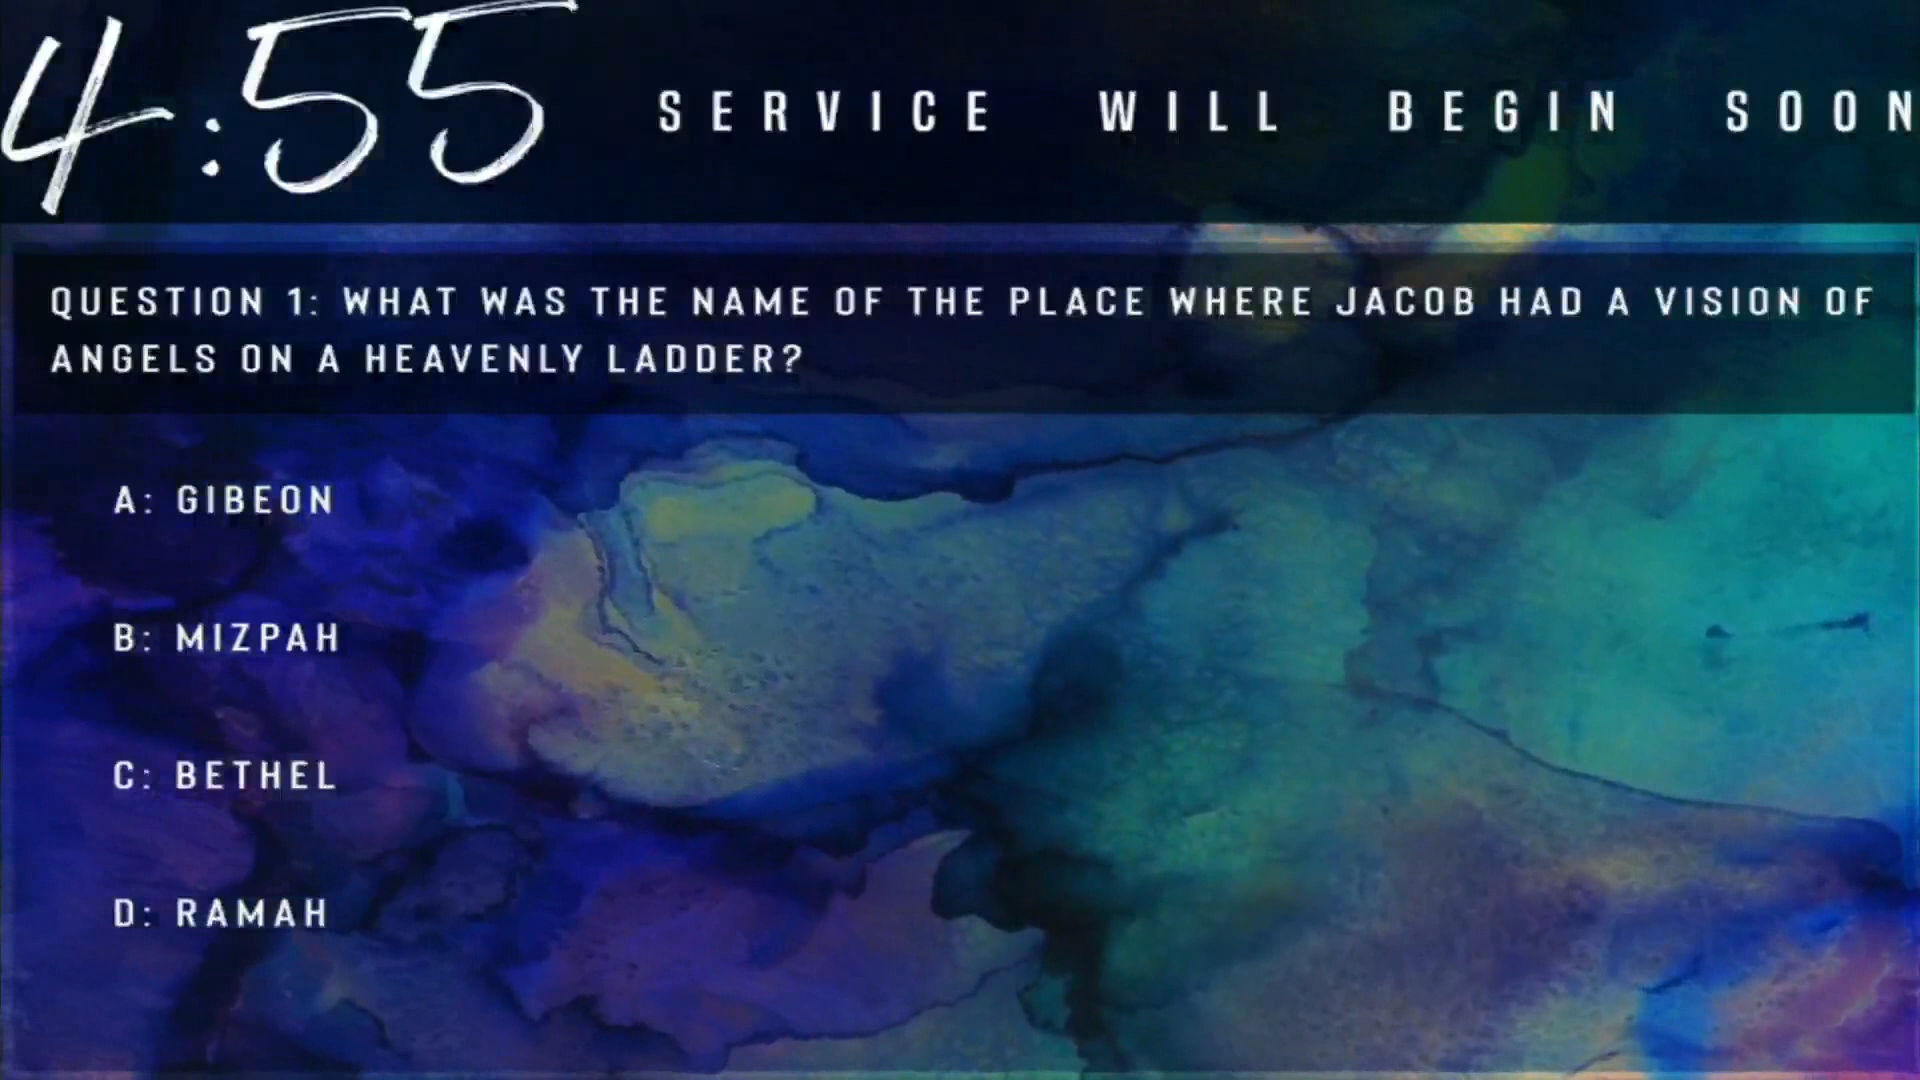 4:55
SERVICE WILL BEGIN SOON
QUESTION 1: WHAT WAS THE NAME OF THE PLACE WHERE JACOB HAD A VISION OF
ANGELS ON A HEAVENLY LADDER?
A: GIBEON
B: MIZPAH
C: BETHEL
D: RAMAH